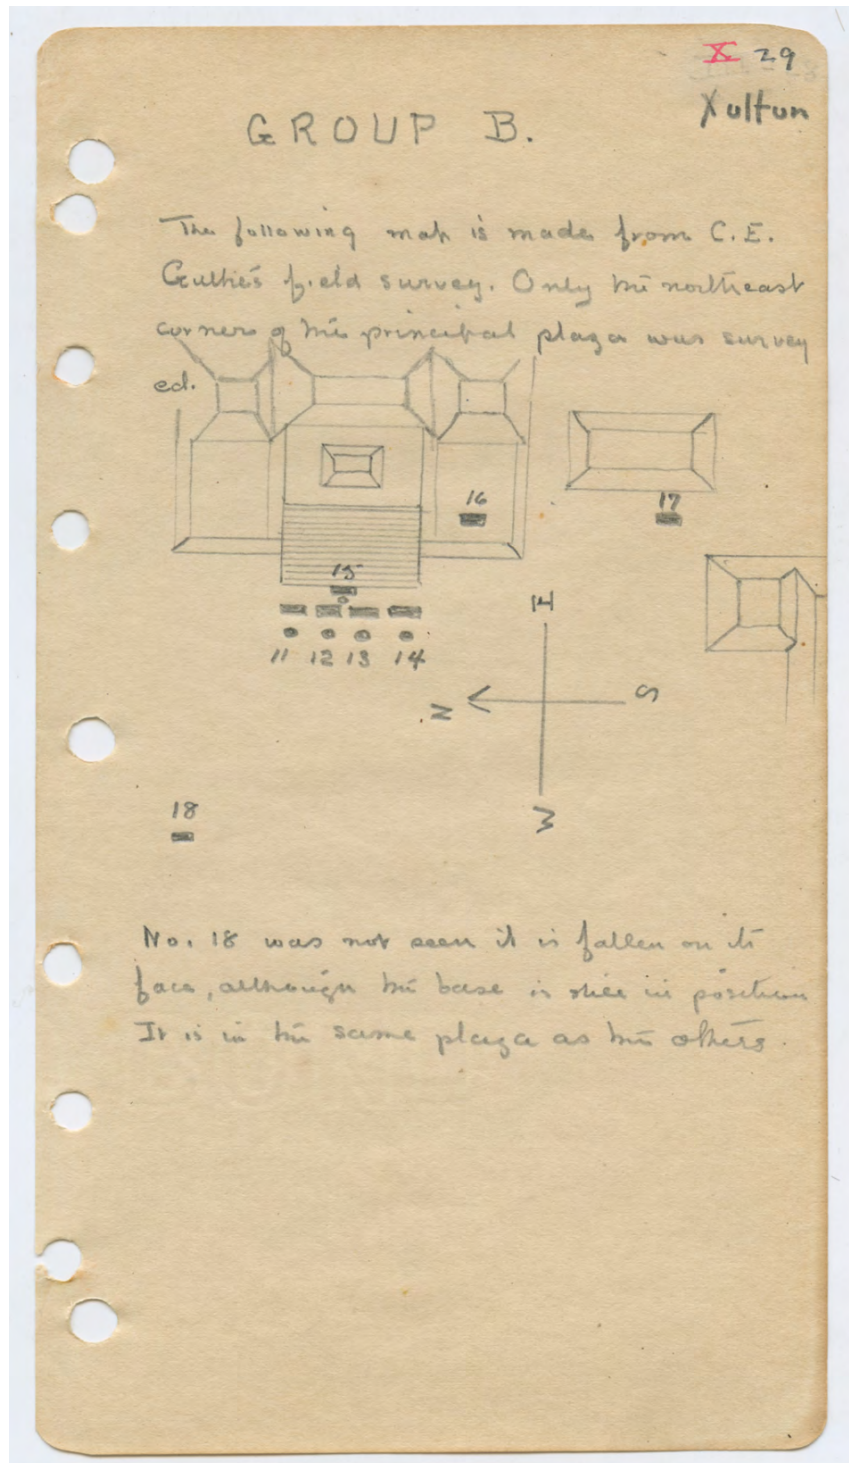 X 29
Xultun
GROUP B.
The following map is made from C.E.
Guthe's field survey. Only the northeast
corner of the principal plaza was survey
ed.
16
17
15
11 12 13 14
E
N
S
W
18
No. 18 was not seen it is fallen on its
face, although the base is still in position
It is in the same plaza as the others.